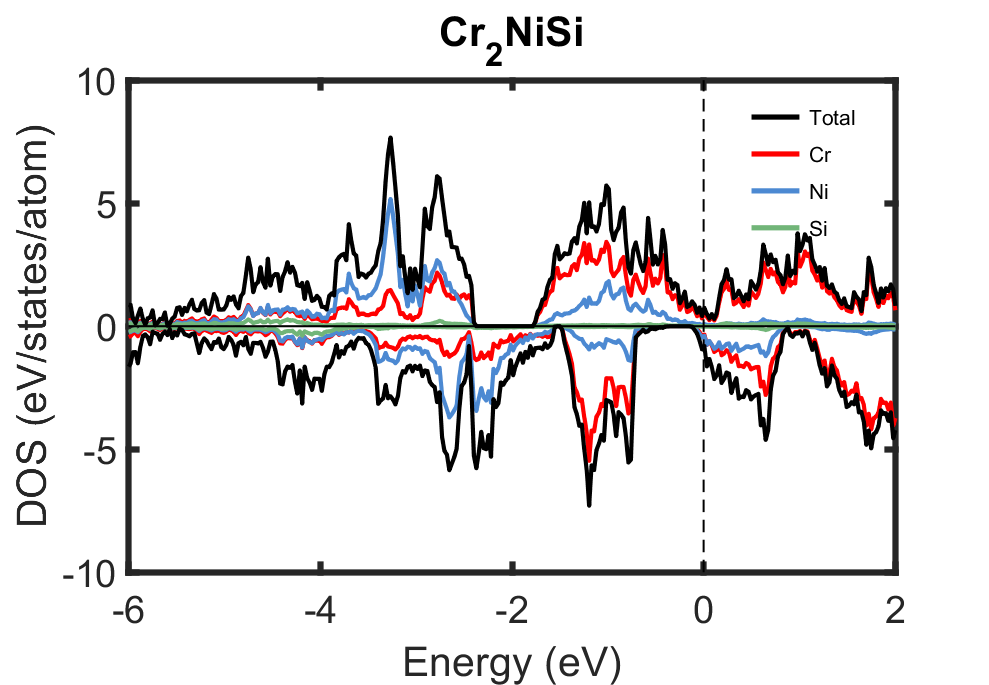 Cr2NiSi
DOS (eV/states/atom)
10
5
0
-5
-10
Total
Cr
Ni
Si
-6 -4 -2 0 2
Energy (eV)